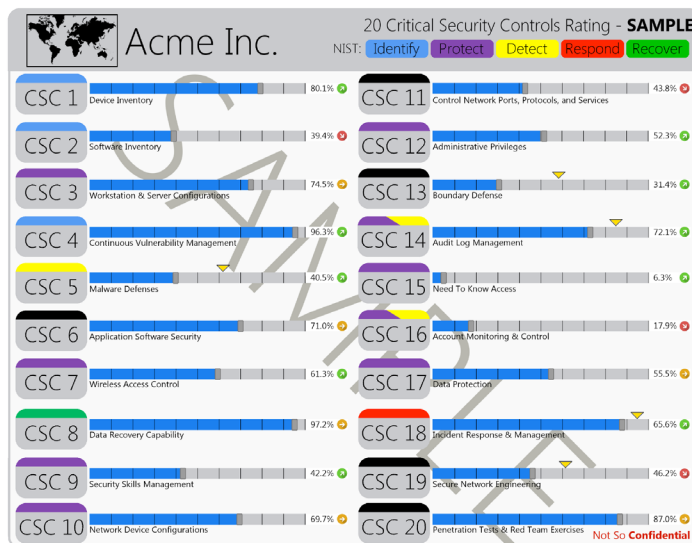 Acme Inc.
20 Critical Security Controls Rating - SAMPLE
NIST: Identify Protect Detect Respond Recover
CSC 1
80.1%
Device Inventory
CSC 2
39.4%
Software Inventory
CSC 3
74.5%
Workstation & Server Configurations
CSC 4
96.3%
Continuous Vulnerability Management
CSC 5
40.5%
Malware Defenses
CSC 6
71.0%
Application Software Security
CSC 7
61.3%
Wireless Access Control
CSC 8
97.2%
Data Recovery Capability
CSC 9
42.2%
Security Skills Management
CSC 10
69.7%
Network Device Configurations
CSC 11
43.8%
Control Network Ports, Protocols, and Services
CSC 12
52.3%
Administrative Privileges
CSC 13
31.4%
Boundary Defense
CSC 14
72.1%
Audit Log Management
CSC 15
6.3%
Need To Know Access
CSC 16
17.9%
Account Monitoring & Control
CSC 17
55.5%
Data Protection
CSC 18
65.6%
Incident Response & Management
CSC 19
46.2%
Secure Network Engineering
CSC 20
87.0%
Penetration Tests & Red Team Exercises
Not So Confidential
SAMPLE